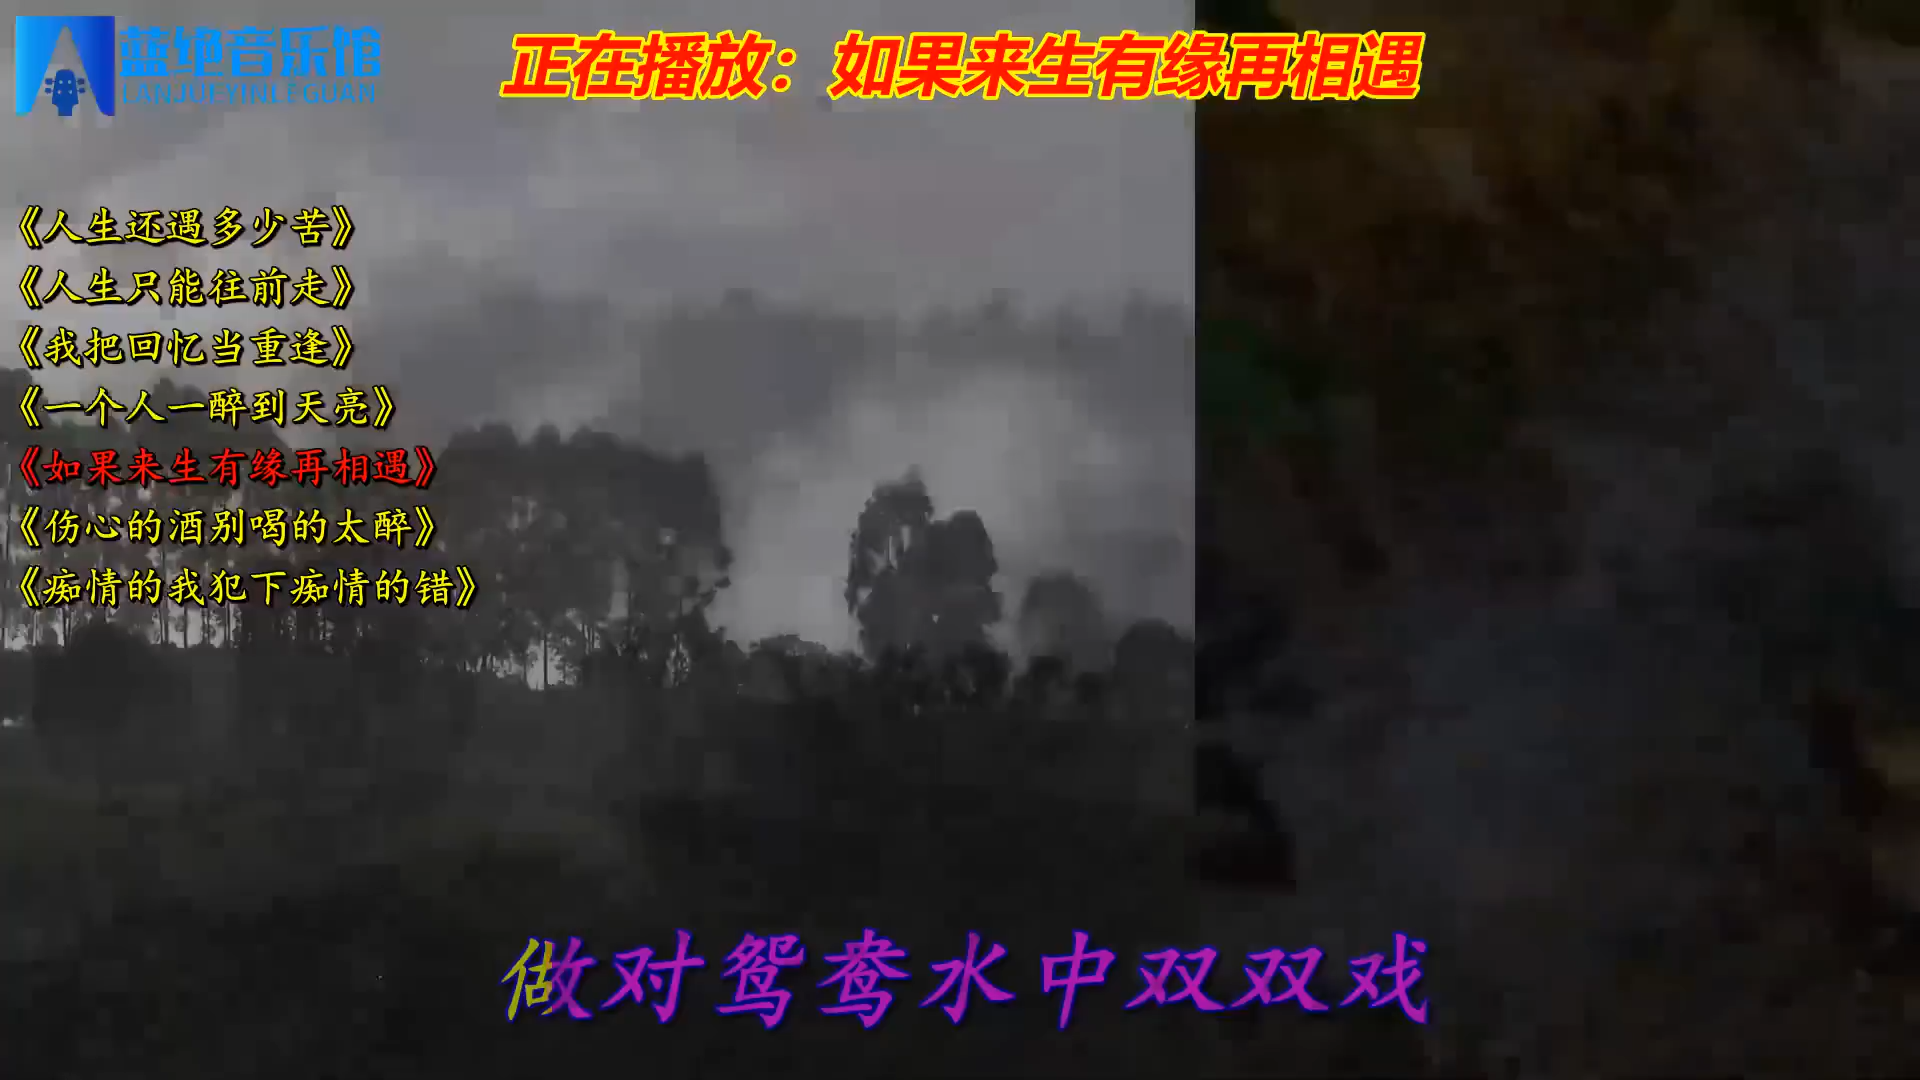 蓝绝音乐馆
LANJUEYINLEGUAN
正在播放：如果来生有缘再相遇
《人生还遇多少苦》
《人生只能往前走》
《我把回忆当重逢》
《一个人一醉到天亮》
《如果来生有缘再相遇》
《伤心的酒别喝的太醉》
《痴情的我犯下痴情的错》
做对鸳鸯水中双双戏